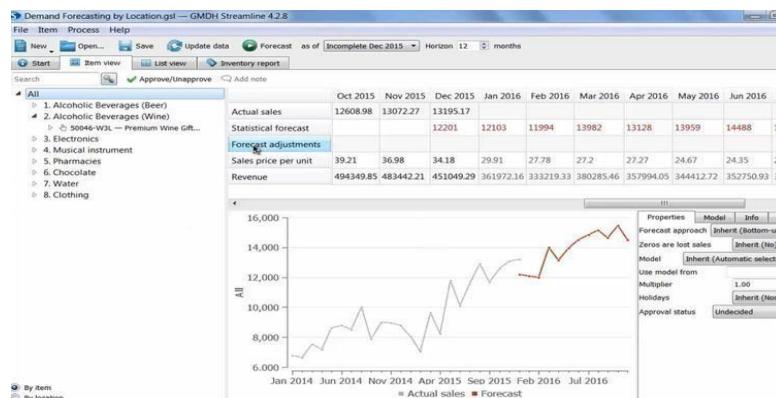 Demand Forecasting by Location.gsl — GMDH Streamline 4.2.8
File Item Process Help
New Open... Save Update data Forecast as of Incomplete Dec 2015 Horizon 12 months
Start Item view List view Inventory report
Search Approve/Unapprove Add note
All
1. Alcoholic Beverages (Beer)
2. Alcoholic Beverages (Wine)
50046-W3L — Premium Wine Gift...
3. Electronics
4. Musical instrument
5. Pharmacies
6. Chocolate
7. Water
8. Clothing
Oct 2015 Nov 2015 Dec 2015 Jan 2016 Feb 2016 Mar 2016 Apr 2016 May 2016 Jun 2016
Actual sales 12608.98 13072.27 13195.17
Statistical forecast 12201 12103 11994 13982 13128 13959 14488
Forecast adjustments
Sales price per unit 39.21 36.98 34.18 29.91 27.78 27.2 27.27 24.67 24.35
Revenue 494349.85 483442.21 451049.29 361972.16 333219.33 380285.46 357994.05 344412.72 352750.93
16,000
14,000
12,000
10,000
8,000
6,000
All
Jan 2014 Jun 2014 Nov 2014 Apr 2015 Sep 2015 Feb 2016 Jul 2016
Actual sales Forecast
Properties Model Info
Forecast approach Inherit (Bottom-u
Zeros are lost sales Inherit (No)
Model Inherit (Automatic select
Use model from
Multiplier 1.00
Holidays Inherit (Non
Approval status Undecided
By item
By location